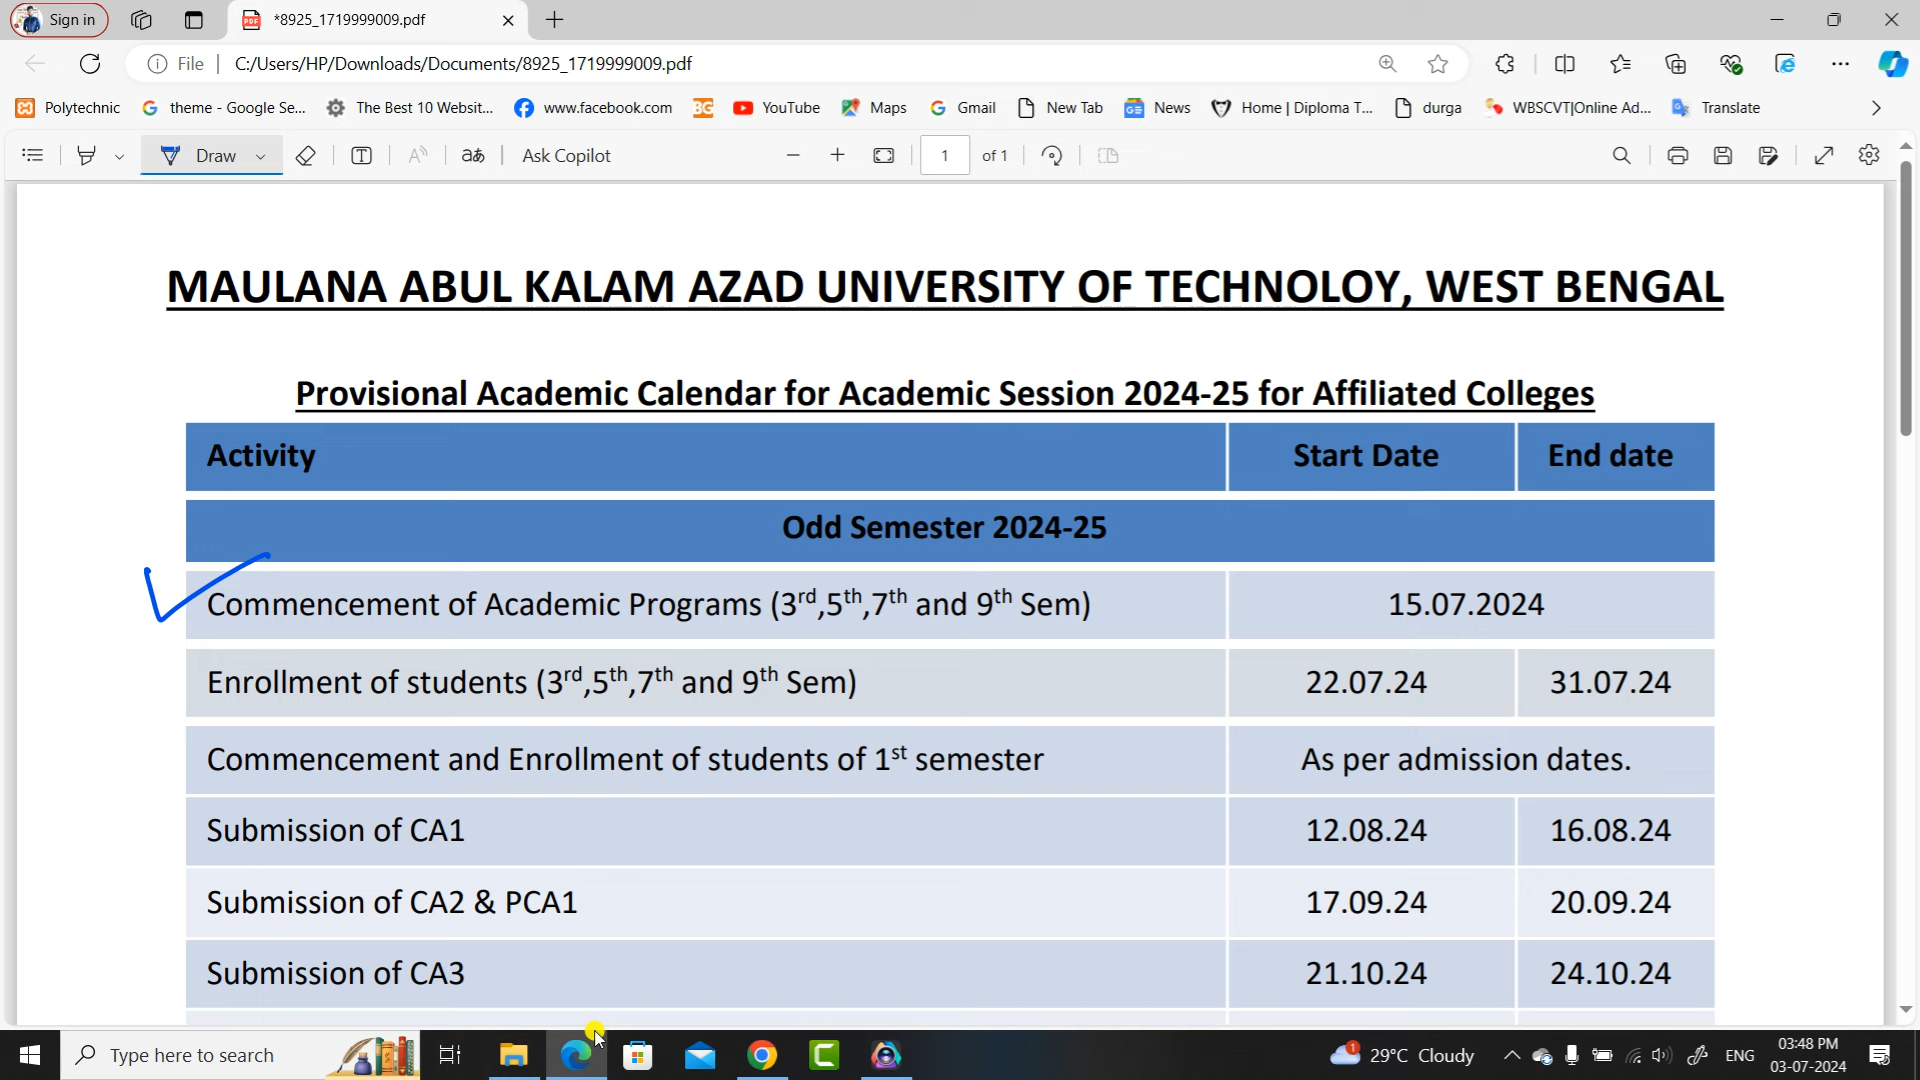 Sign in
*8925_1719999009.pdf
File
C:/Users/HP/Downloads/Documents/8925_1719999009.pdf
Polytechnic
theme - Google Se...
The Best 10 Websit...
www.facebook.com
YouTube
Maps
Gmail
New Tab
News
Home | Diploma T...
durga
WBSCVT|Online Ad...
Translate
Draw
Ask Copilot
1 of 1
MAULANA ABUL KALAM AZAD UNIVERSITY OF TECHNOLOY, WEST BENGAL
Provisional Academic Calendar for Academic Session 2024-25 for Affiliated Colleges
Activity Start Date End date
Odd Semester 2024-25
Commencement of Academic Programs (3rd,5th,7th and 9th Sem) 15.07.2024
Enrollment of students (3rd,5th,7th and 9th Sem) 22.07.24 31.07.24
Commencement and Enrollment of students of 1st semester As per admission dates.
Submission of CA1 12.08.24 16.08.24
Submission of CA2 & PCA1 17.09.24 20.09.24
Submission of CA3 21.10.24 24.10.24
Type here to search
29°C Cloudy
ENG
03:48 PM
03-07-2024